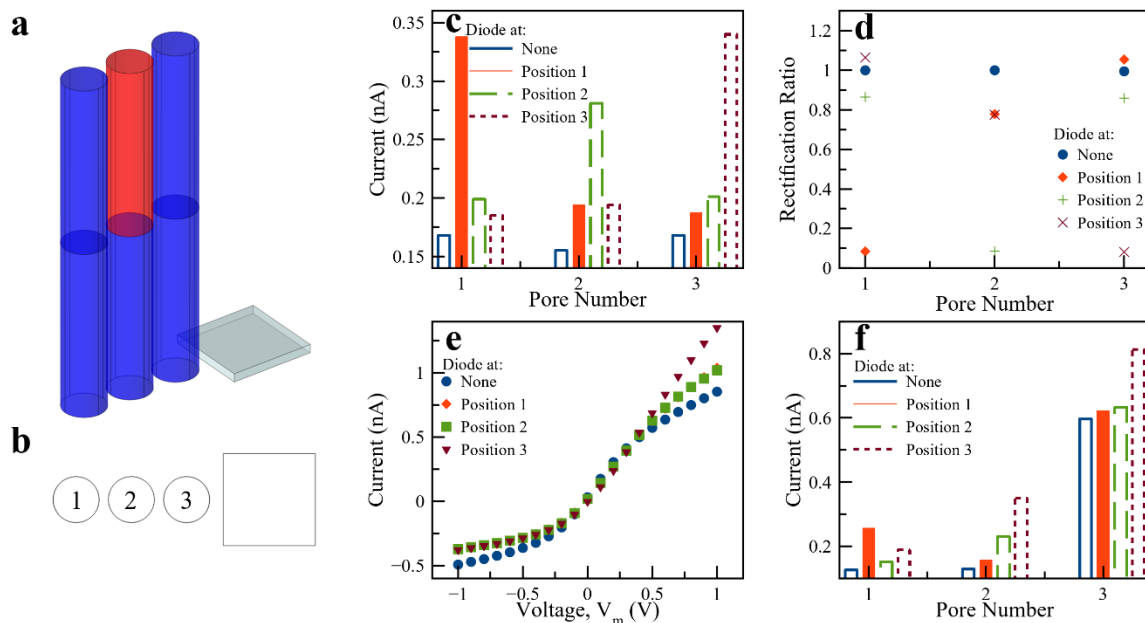 a
b
1 2 3
c
Diode at:
None
Position 1
Position 2
Position 3
Current (nA)
0.35
0.3
0.25
0.2
0.15
1 2 3
Pore Number
d
Rectification Ratio
1.2
1
0.8
0.6
0.4
0.2
0
Diode at:
None
Position 1
Position 2
Position 3
1 2 3
Pore Number
e
Diode at:
None
Position 1
Position 2
Position 3
Current (nA)
1
0.5
0
−0.5
−1 −0.5 0 0.5 1
Voltage, Vm (V)
f
Diode at:
None
Position 1
Position 2
Position 3
Current (nA)
0.8
0.6
0.4
0.2
1 2 3
Pore Number